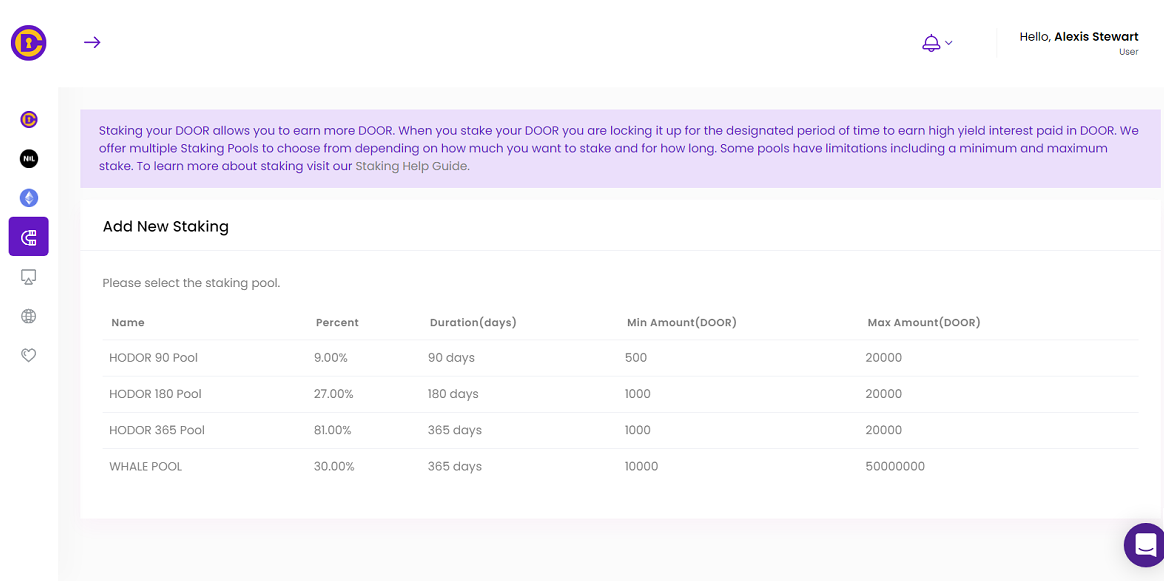 Hello, Alexis Stewart
User
NIL
Staking your DOOR allows you to earn more DOOR. When you stake your DOOR you are locking it up for the designated period of time to earn high yield interest paid in DOOR. We
offer multiple Staking Pools to choose from depending on how much you want to stake and for how long. Some pools have limitations including a minimum and maximum
stake. To learn more about staking visit our Staking Help Guide.
Add New Staking
Please select the staking pool.
Name Percent Duration(days) Min Amount(DOOR) Max Amount(DOOR)
HODOR 90 Pool 9.00% 90 days 500 20000
HODOR 180 Pool 27.00% 180 days 1000 20000
HODOR 365 Pool 81.00% 365 days 1000 20000
WHALE POOL 30.00% 365 days 10000 50000000